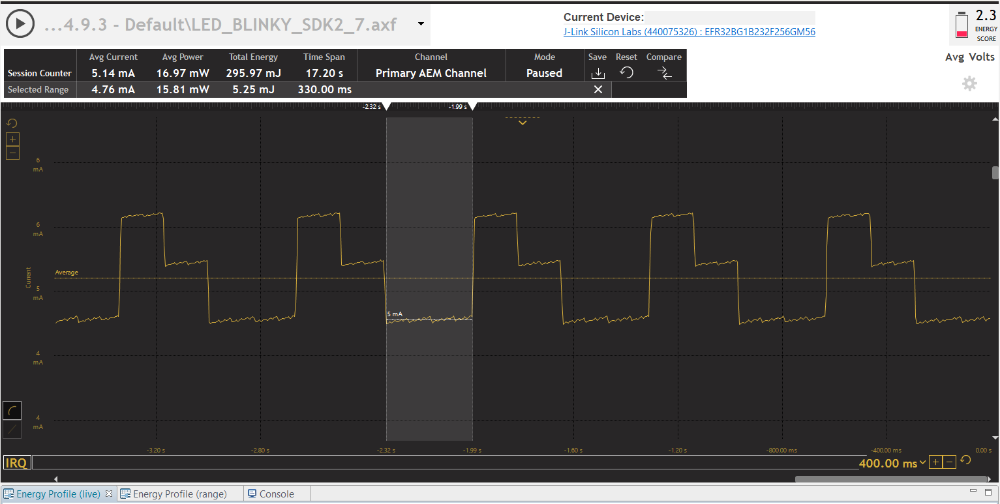 ...4.9.3 - Default\LED_BLINKY_SDK2_7.axf
Current Device:
J-Link Silicon Labs (440075326) : EFR32BG1B232F256GM56
2.3
ENERGY
SCORE
Avg Volts
Avg Current Avg Power Total Energy Time Span Channel Mode Save Reset Compare
Session Counter 5.14 mA 16.97 mW 295.97 mJ 17.20 s Primary AEM Channel Paused
Selected Range 4.76 mA 15.81 mW 5.25 mJ 330.00 ms
-2.32 s -1.99 s
6
mA
6
mA
Average
Current
5
mA
5 mA
4
mA
4
mA
-3.20 s -2.80 s -2.32 s -1.99 s -1.60 s -1.20 s -800.00 ms -400.00 ms 0.00 s
IRQ
400.00 ms
Energy Profile (live) Energy Profile (range) Console